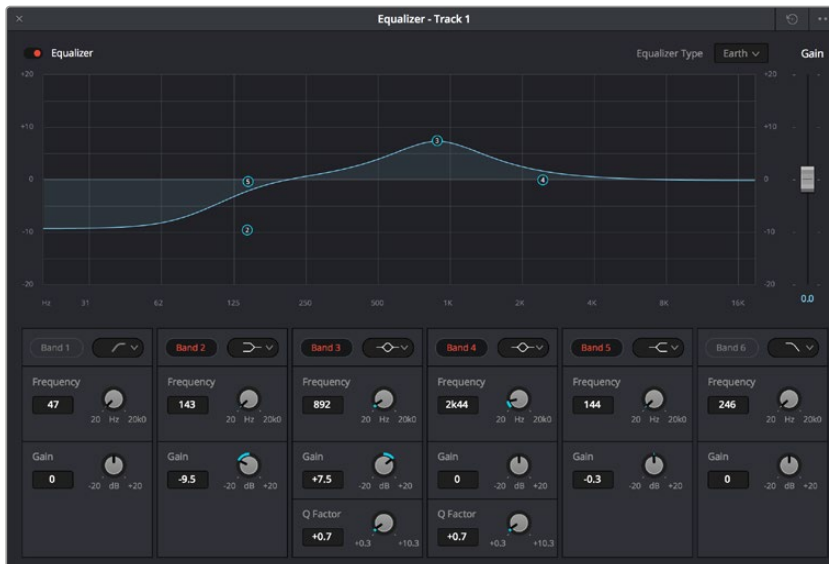 Equalizer - Track 1
Equalizer
Equalizer Type Earth Gain
+20 +20
+10 +10
0 0
-10 -10
-20 -20
5 2 3 4
Hz 31 62 125 250 500 1K 2K 4K 8K 16K
0.0
Band 1 Band 2 Band 3 Band 4 Band 5 Band 6
Frequency Frequency Frequency Frequency Frequency Frequency
47 143 892 2k44 144 246
20 Hz 20k0 20 Hz 20k0 20 Hz 20k0 20 Hz 20k0 20 Hz 20k0 20 Hz 20k0
Gain Gain Gain Gain Gain Gain
0 -9.5 +7.5 0 -0.3 0
-20 dB +20 -20 dB +20 -20 dB +20 -20 dB +20 -20 dB +20 -20 dB +20
Q Factor Q Factor
+0.7 +0.7
+0.3 +10.3 +0.3 +10.3